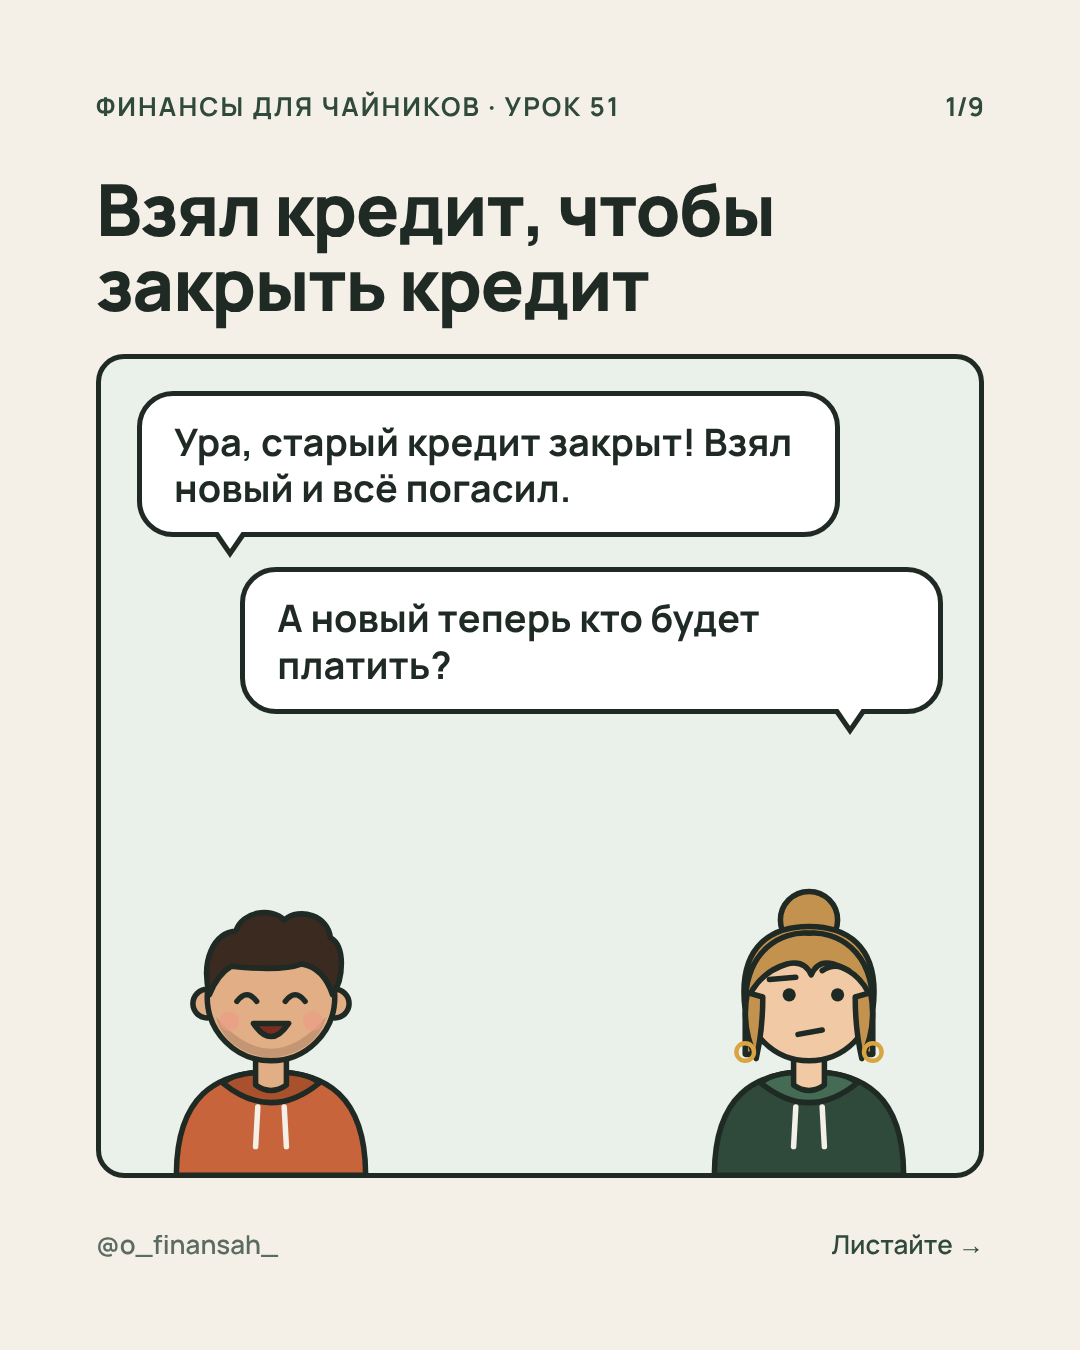 ФИНАНСЫ ДЛЯ ЧАЙНИКОВ · УРОК 51
1/9
Взял кредит, чтобы
закрыть кредит
Ура, старый кредит закрыт! Взял
новый и всё погасил.
А новый теперь кто будет
платить?
@o_finansah_
Листайте →